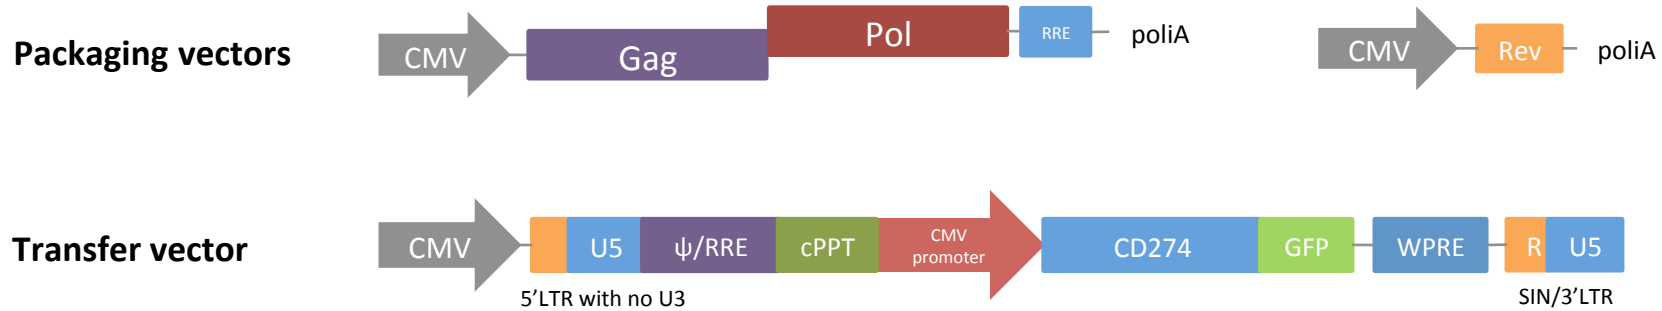 Packaging vectors
CMV
Gag
Pol
RRE
poliA
CMV
Rev
poliA
Transfer vector
CMV
U5
ψ/RRE
cPPT
CMV
promoter
CD274
GFP
WPRE
R
U5
5'LTR with no U3
SIN/3'LTR